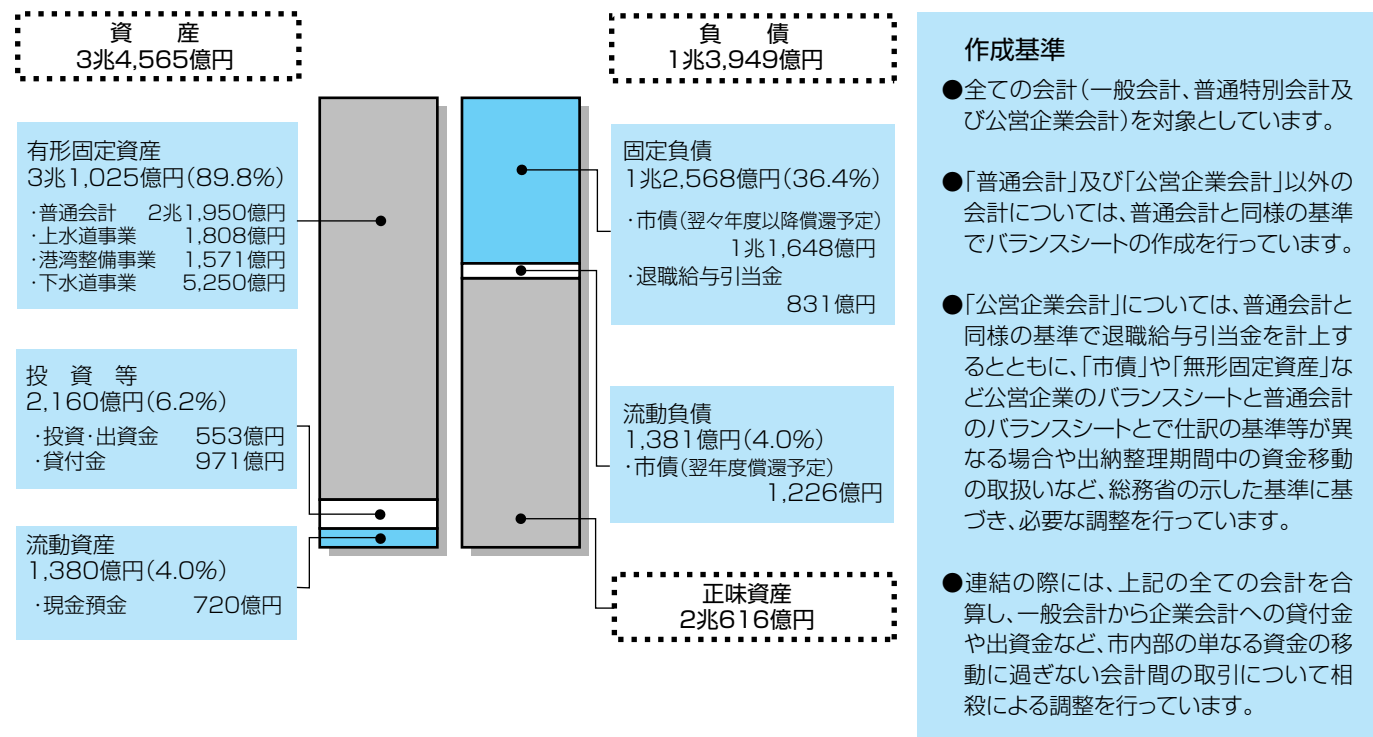 資　産
3兆4,565億円
有形固定資産
3兆1,025億円(89.8%)
・普通会計　2兆1,950億円
・上水道事業　1,808億円
・港湾整備事業　1,571億円
・下水道事業　5,250億円
投　資　等
2,160億円(6.2%)
・投資・出資金　553億円
・貸付金　971億円
流動資産
1,380億円(4.0%)
・現金預金　720億円
負　債
1兆3,949億円
固定負債
1兆2,568億円(36.4%)
・市債(翌々年度以降償還予定)
1兆1,648億円
・退職給与引当金
831億円
流動負債
1,381億円(4.0%)
・市債(翌年度償還予定)
1,226億円
正味資産
2兆616億円
作成基準
●全ての会計(一般会計、普通特別会計及
び公営企業会計)を対象としています。
●「普通会計」及び「公営企業会計」以外の
会計については、普通会計と同様の基準
でバランスシートの作成を行っています。
●「公営企業会計」については、普通会計と
同様の基準で退職給与引当金を計上す
るとともに、「市債」や「無形固定資産」な
ど公営企業のバランスシートと普通会計
のバランスシートとで仕訳の基準等が異
なる場合や出納整理期間中の資金移動
の取扱いなど、総務省の示した基準に基
づき、必要な調整を行っています。
●連結の際には、上記の全ての会計を合
算し、一般会計から企業会計への貸付金
や出資金など、市内部の単なる資金の移
動に過ぎない会計間の取引について相
殺による調整を行っています。